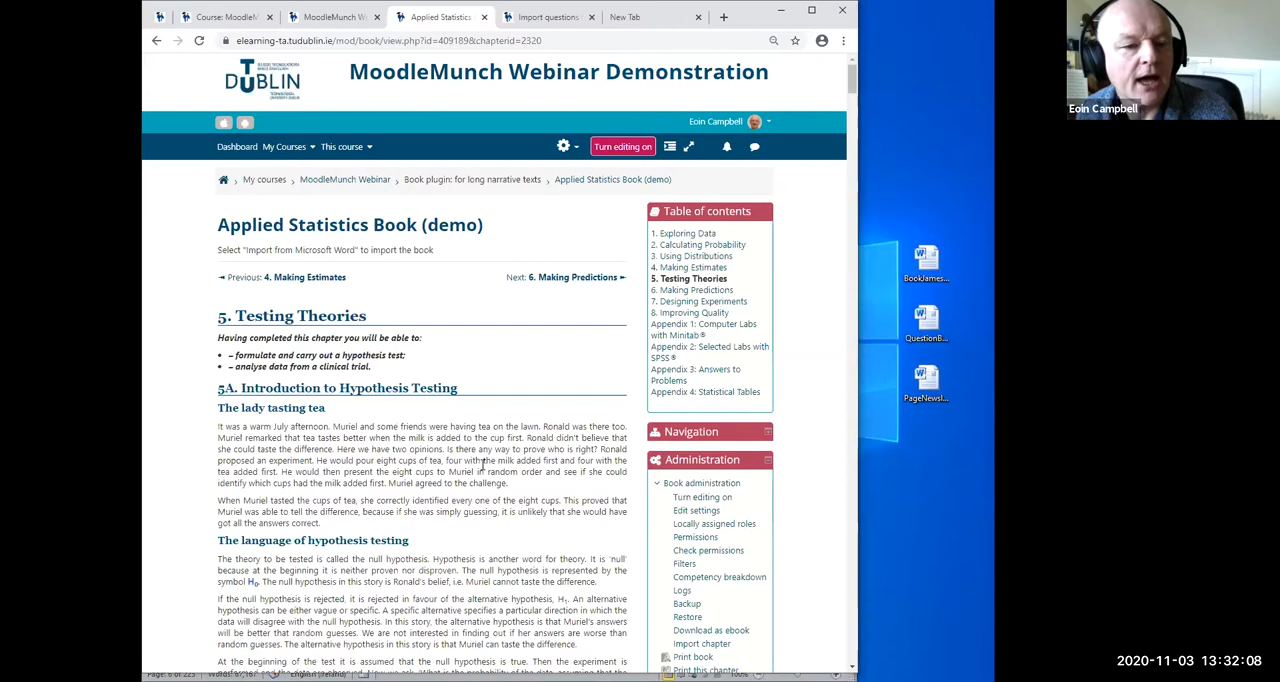 Course: MoodleM
MoodleMunch W
Applied Statistics
Import questions
New Tab
elearning-ta.tudublin.ie/mod/book/view.php?id=409189&chapterid=2320
DUBLIN
MoodleMunch Webinar Demonstration
Eoin Campbell
Dashboard My Courses This course
Turn editing on
My courses MoodleMunch Webinar Book plugin: for long narrative texts Applied Statistics Book (demo)
Applied Statistics Book (demo)
Select "Import from Microsoft Word" to import the book
Previous: 4. Making Estimates
Next: 6. Making Predictions
5. Testing Theories
Having completed this chapter you will be able to:
• – formulate and carry out a hypothesis test;
• – analyse data from a clinical trial.
5A. Introduction to Hypothesis Testing
The lady tasting tea
It was a warm July afternoon. Muriel and some friends were having tea on the lawn. Ronald was there too.
Muriel remarked that tea tastes better when the milk is added to the cup first. Ronald didn't believe that
she could taste the difference. Here we have two opinions. Is there any way to prove who is right? Ronald
proposed an experiment. He would pour eight cups of tea, four with the milk added first and four with the
tea added first. He would then present the eight cups to Muriel in random order and see if she could
identify which cups had the milk added first. Muriel agreed to the challenge.
When Muriel tasted the cups of tea, she correctly identified every one of the eight cups. This proved that
Muriel was able to tell the difference, because if she was simply guessing, it is unlikely that she would have
got all the answers correct.
The language of hypothesis testing
The theory to be tested is called the null hypothesis. Hypothesis is another word for theory. It is 'null'
because at the beginning it is neither proven nor disproven. The null hypothesis is represented by the
symbol H0. The null hypothesis in this story is Ronald's belief, i.e. Muriel cannot taste the difference.
If the null hypothesis is rejected, it is rejected in favour of the alternative hypothesis, H1. An alternative
hypothesis can be either vague or specific. A specific alternative specifies a particular direction in which the
data will disagree with the null hypothesis. In this story, the alternative hypothesis is that Muriel's answers
will be better that random guesses. We are not interested in finding out if her answers are worse than
random guesses. The alternative hypothesis in this story is that Muriel can taste the difference.
At the beginning of the test it is assumed that the null hypothesis is true. Then the experiment is
Table of contents
1. Exploring Data
2. Calculating Probability
3. Using Distributions
4. Making Estimates
5. Testing Theories
6. Making Predictions
7. Designing Experiments
8. Improving Quality
Appendix 1: Computer Labs
with Minitab®
Appendix 2: Selected Labs with
SPSS®
Appendix 3: Answers to
Problems
Appendix 4: Statistical Tables
Navigation
Administration
Book administration
Turn editing on
Edit settings
Locally assigned roles
Permissions
Check permissions
Filters
Competency breakdown
Logs
Backup
Restore
Download as ebook
Import chapter
Print book
Print this chapter
BookJames...
QuestionB...
PageNewsl...
Eoin Campbell
2020-11-03 13:32:08